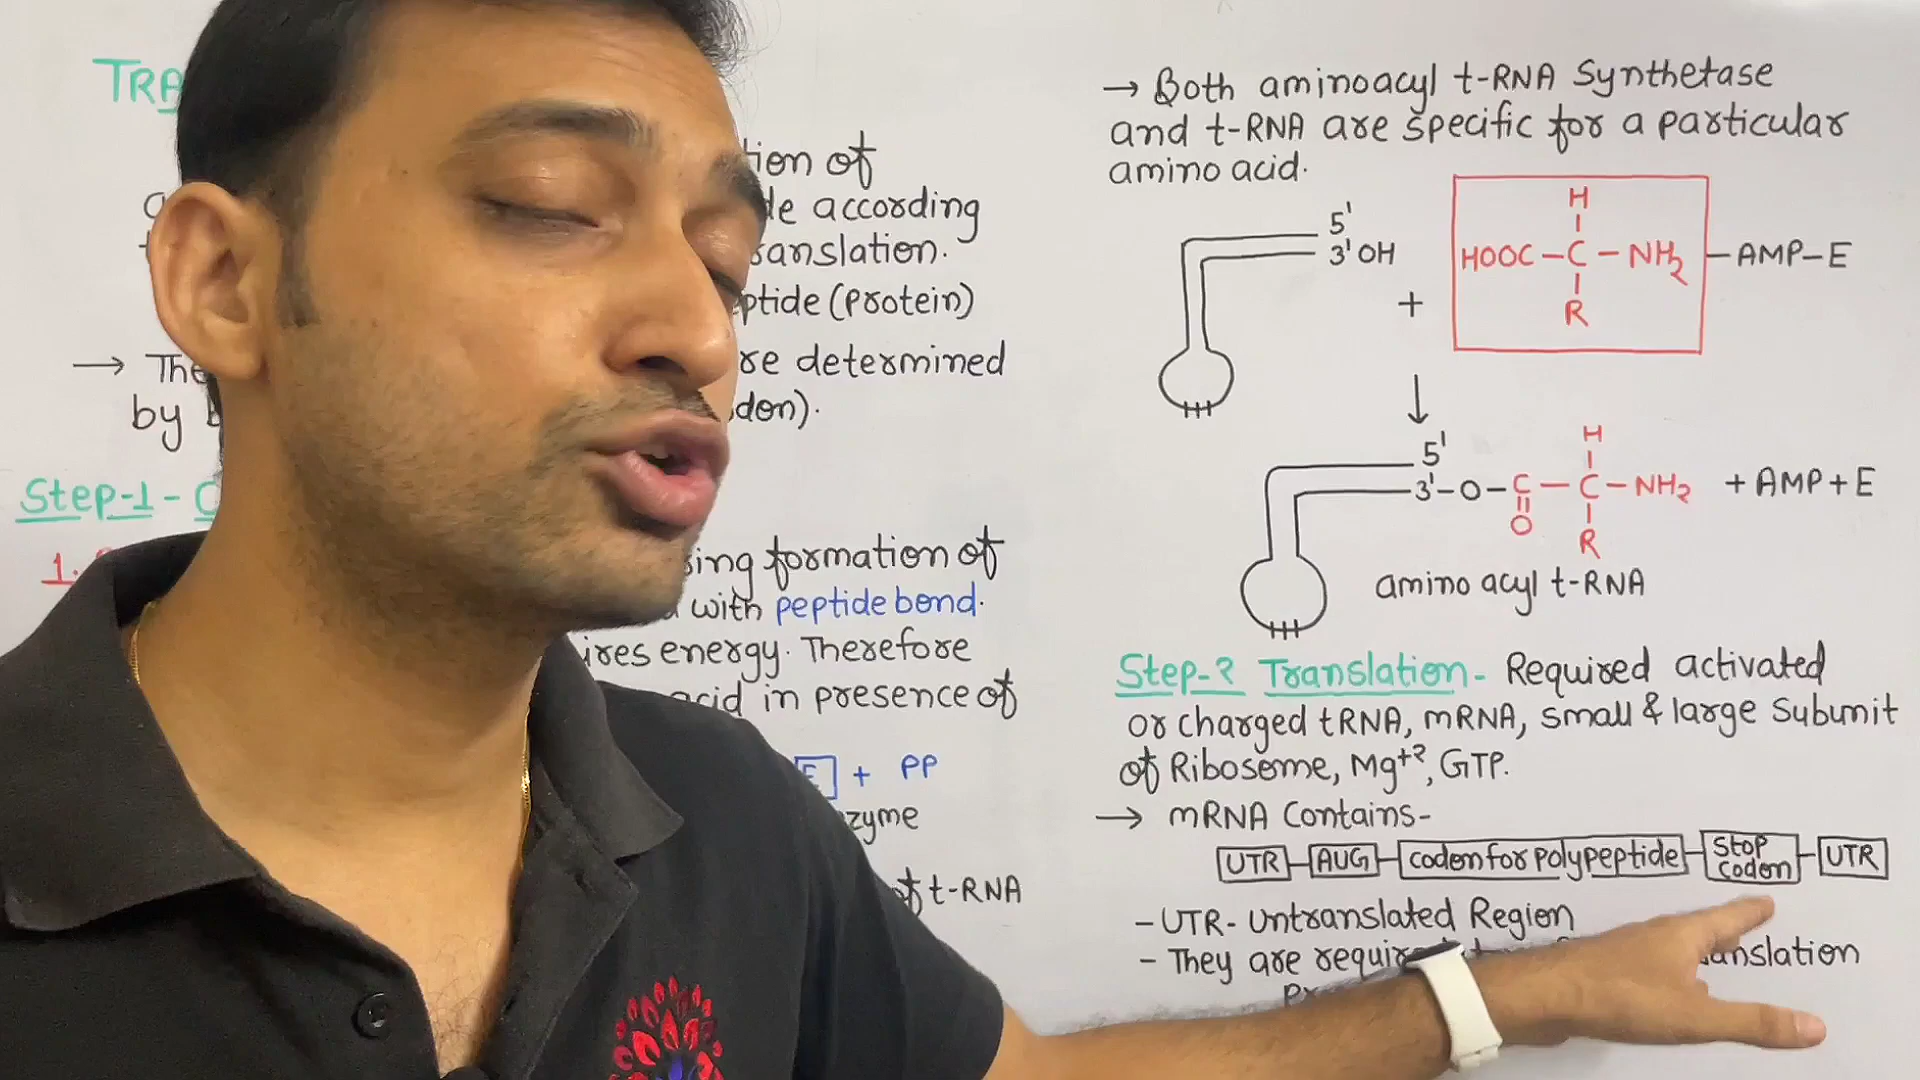 TRA
ion of
le according
anslation.
ptide (Protein)
→ The re determined
by don).
Step-1 -
1.
ing formation of
with peptide bond.
ires energy. Therefore
acid in presence of
E + PP
zyme
of t-RNA
→ Both aminoacyl t-RNA Synthetase
and t-RNA are specific for a particular
amino acid.
5'
3' OH
+
H
HOOC – C – NH2 – AMP – E
R
↓
5'
3' – O – C – C – NH2 + AMP + E
H
O
R
amino acyl t-RNA
Step-2 Translation - Required activated
or charged tRNA, mRNA, Small & large Subunit
of Ribosome, Mg+2, GTP.
→ mRNA Contains-
UTR – AUG – codon for polypeptide – Stop Codon – UTR
- UTR - Untranslated Region
- They are anslation